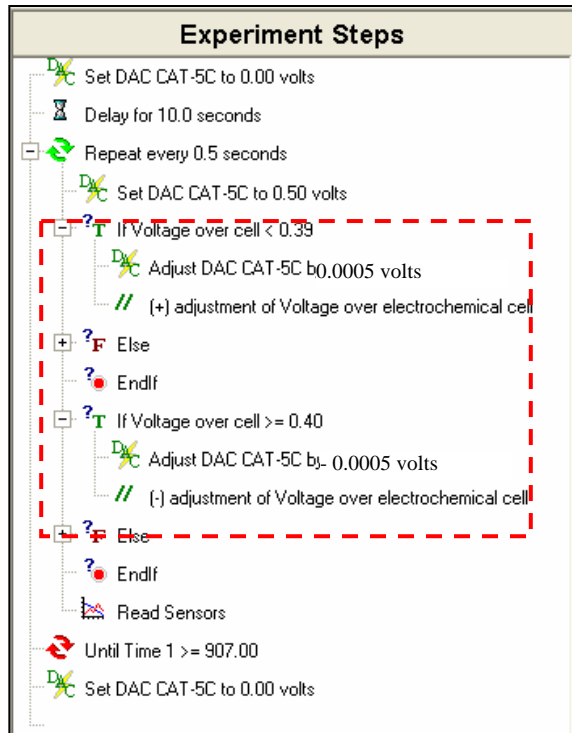 Experiment Steps
Set DAC CAT-5C to 0.00 volts
Delay for 10.0 seconds
Repeat every 0.5 seconds
Set DAC CAT-5C to 0.50 volts
?T If Voltage over cell < 0.39
Adjust DAC CAT-5C b 0.0005 volts
// (+) adjustment of Voltage over electrochemical cell
?F Else
? EndIf
?T If Voltage over cell >= 0.40
Adjust DAC CAT-5C by - 0.0005 volts
// (-) adjustment of Voltage over electrochemical cell
?F Else
? EndIf
Read Sensors
Until Time 1 >= 907.00
Set DAC CAT-5C to 0.00 volts